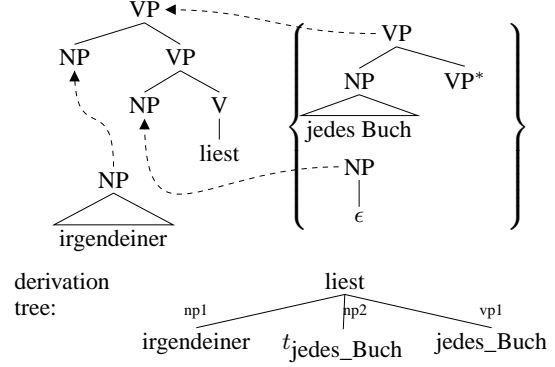 VP VP
NP VP NP VP*
NP V jedes Buch
liest
NP NP
irgendeiner ϵ
derivation liest
tree: np1 np2 vp1
irgendeiner t_jedes_Buch jedes_Buch